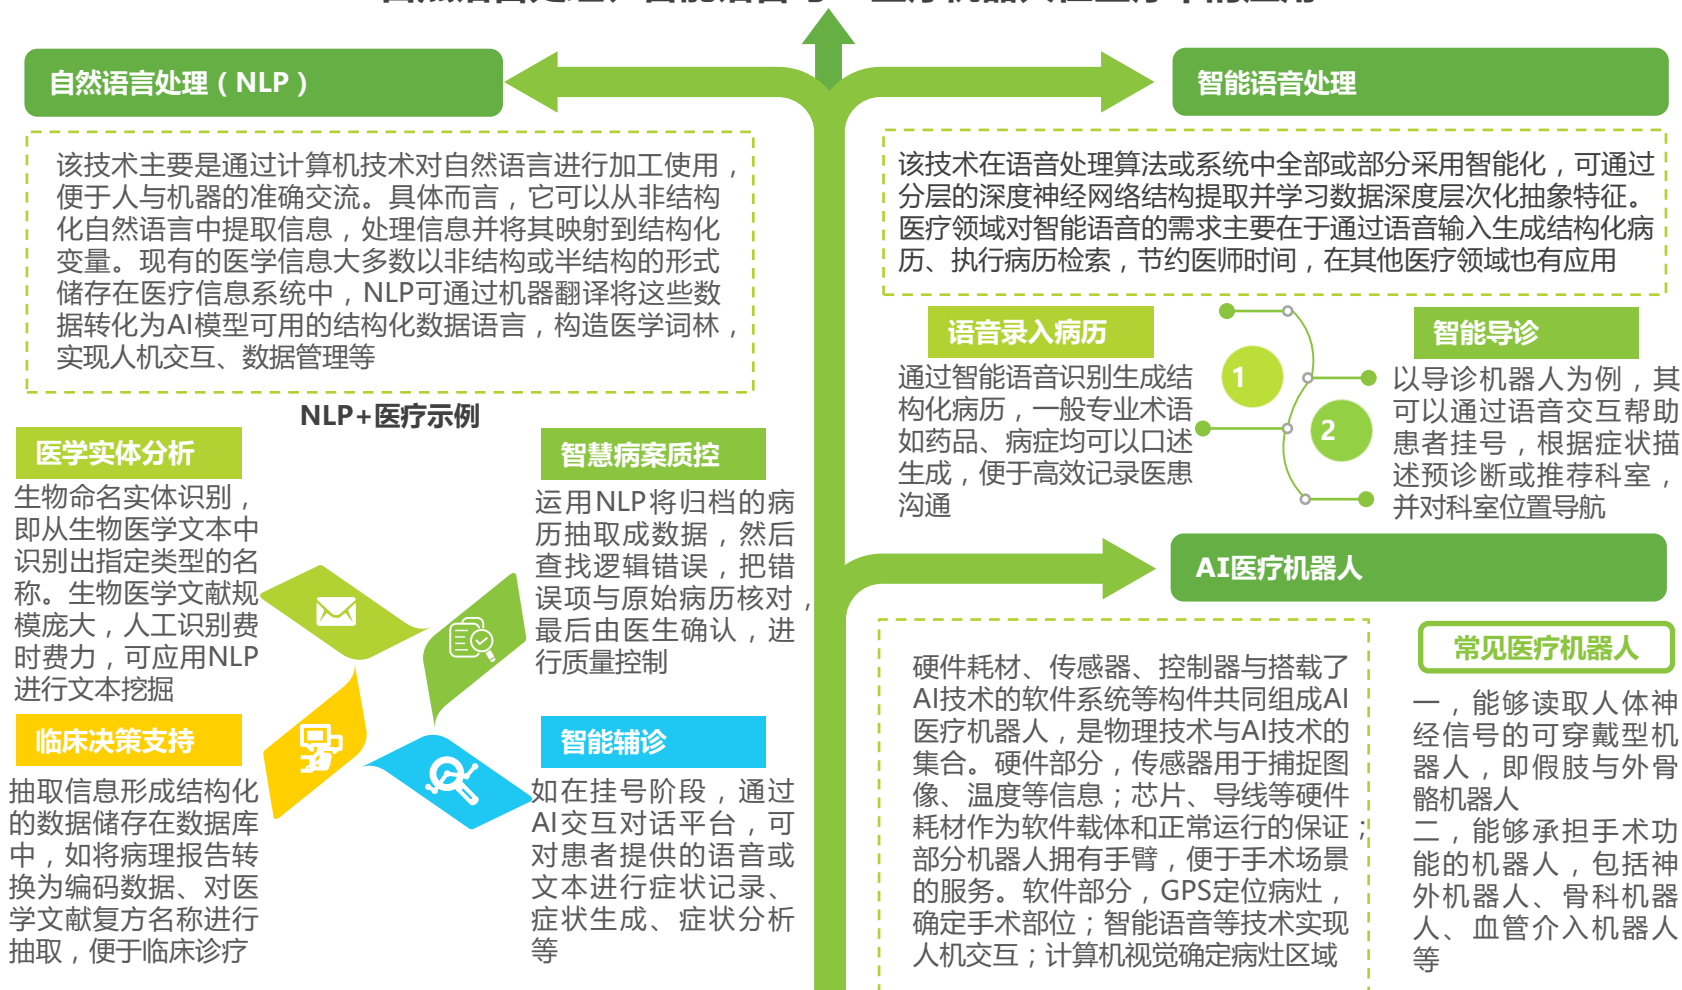 自然语言处理（NLP）
该技术主要是通过计算机技术对自然语言进行加工使用，
便于人与机器的准确交流。具体而言，它可以从非结构
化自然语言中提取信息，处理信息并将其映射到结构化
变量。现有的医学信息大多数以非结构或半结构的形式
储存在医疗信息系统中，NLP可通过机器翻译将这些数
据转化为AI模型可用的结构化数据语言，构造医学词林，
实现人机交互、数据管理等
NLP+医疗示例
医学实体分析
生物命名实体识别，
即从生物医学文本中
识别出指定类型的名
称。生物医学文献规
模庞大，人工识别费
时费力，可应用NLP
进行文本挖掘
智慧病案质控
运用NLP将归档的病
历抽取成数据，然后
查找逻辑错误，把错
误项与原始病历核对，
最后由医生确认，进
行质量控制
临床决策支持
抽取信息形成结构化
的数据储存在数据库
中，如将病理报告转
换为编码数据、对医
学文献复方名称进行
抽取，便于临床诊疗
智能辅诊
如在挂号阶段，通过
AI交互对话平台，可
对患者提供的语音或
文本进行症状记录、
症状生成、症状分析
等
智能语音处理
该技术在语音处理算法或系统中全部或部分采用智能化，可通过
分层的深度神经网络结构提取并学习数据深度层次化抽象特征。
医疗领域对智能语音的需求主要在于通过语音输入生成结构化病
历、执行病历检索，节约医师时间，在其他医疗领域也有应用
语音录入病历
通过智能语音识别生成结
构化病历，一般专业术语
如药品、病症均可以口述
生成，便于高效记录医患
沟通
1
2
智能导诊
以导诊机器人为例，其
可以通过语音交互帮助
患者挂号，根据症状描
述预诊断或推荐科室，
并对科室位置导航
AI医疗机器人
硬件耗材、传感器、控制器与搭载了
AI技术的软件系统等构件共同组成AI
医疗机器人，是物理技术与AI技术的
集合。硬件部分，传感器用于捕捉图
像、温度等信息；芯片、导线等硬件
耗材作为软件载体和正常运行的保证；
部分机器人拥有手臂，便于手术场景
的服务。软件部分，GPS定位病灶，
确定手术部位；智能语音等技术实现
人机交互；计算机视觉确定病灶区域
常见医疗机器人
一，能够读取人体神
经信号的可穿戴型机
器人，即假肢与外骨
骼机器人
二，能够承担手术功
能的机器人，包括神
外机器人、骨科机器
人、血管介入机器人
等